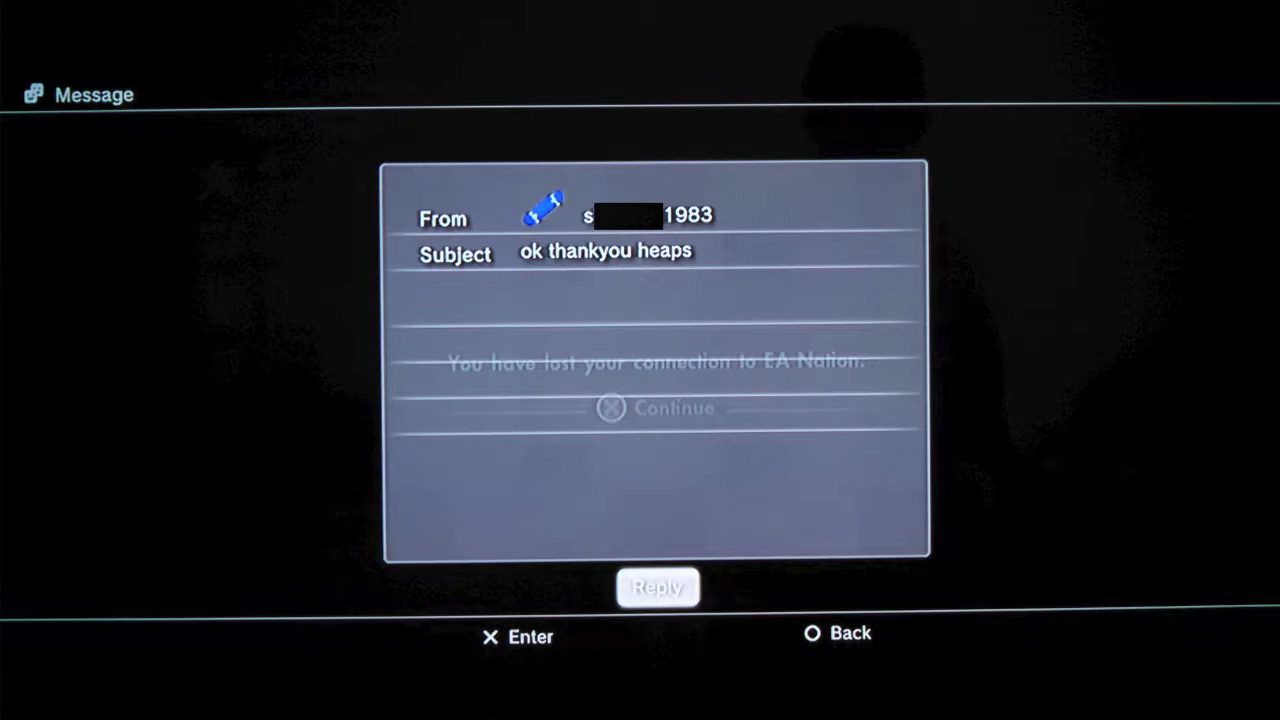 Message
From s 1983
Subject ok thankyou heaps
You have lost your connection to EA Nation.
Continue
Reply
Enter Back